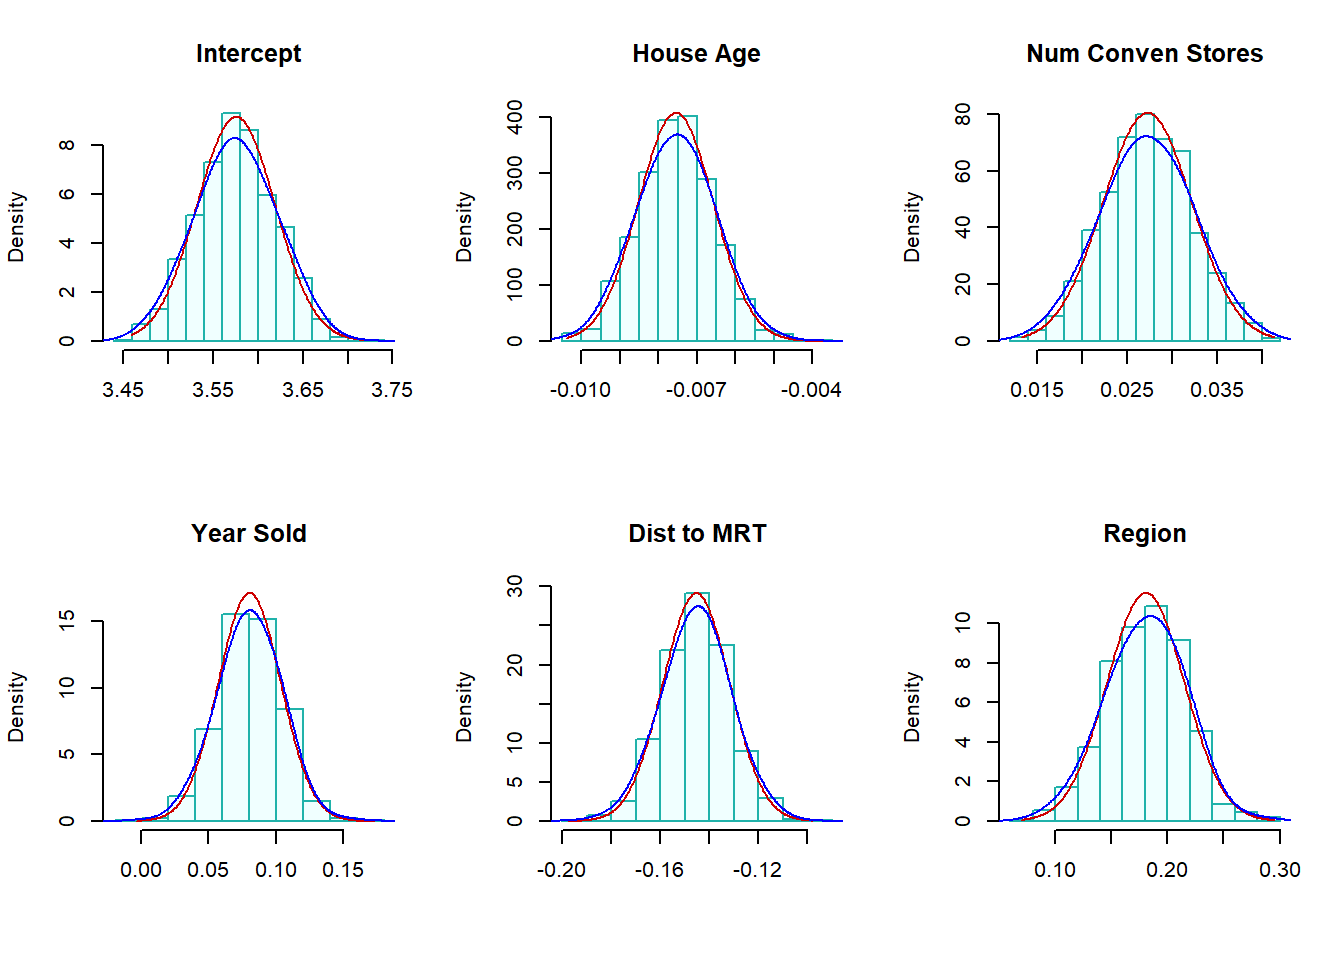 Intercept
House Age
Num Conven Stores
Density
0 2 4 6 8
3.45 3.55 3.65 3.75
Density
0 100 200 300 400
-0.010 -0.007 -0.004
Density
0 20 40 60 80
0.015 0.025 0.035
Year Sold
Dist to MRT
Region
Density
0 5 10 15
0.00 0.05 0.10 0.15
Density
0 5 10 20 30
-0.20 -0.16 -0.12
Density
0 2 4 6 8 10
0.10 0.20 0.30